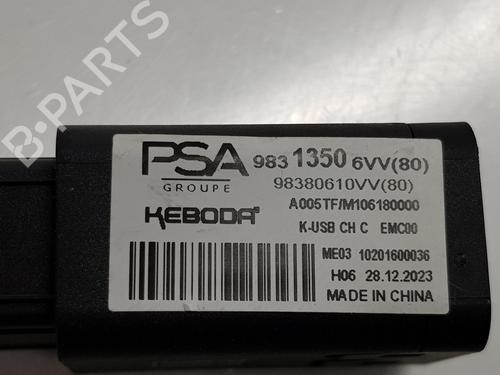 B-PARTS
PSA 983 1350 6VV(80)
GROUPE
98380610VV(80)
KEBODA
A005TF/M106180000
K-USB CH C EMC00
ME03 10201600036
H06 28.12.2023
MADE IN CHINA